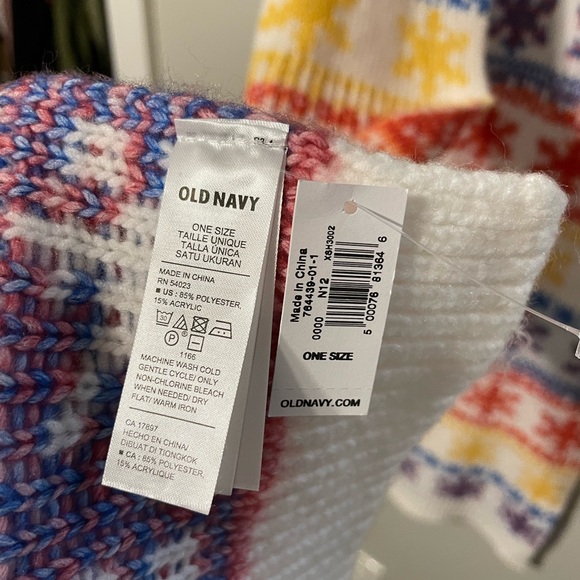 OLD NAVY
ONE SIZE
TAILLE UNIQUE
TALLA ÚNICA
SATU UKURAN
MADE IN CHINA
RN 54023
■ US : 85% POLYESTER,
15% ACRYLIC
30
P
1166
MACHINE WASH COLD
GENTLE CYCLE/ ONLY
NON-CHLORINE BLEACH
WHEN NEEDED/ DRY
FLAT/ WARM IRON
CA 17897
HECHO EN CHINA/
DIBUAT DI TIONGKOK
■ CA : 85% POLYESTER,
15% ACRYLIQUE
Made in China
764439-01-1
0000 N12 X6H3002
5 00076 81364 6
ONE SIZE
OLDNAVY.COM